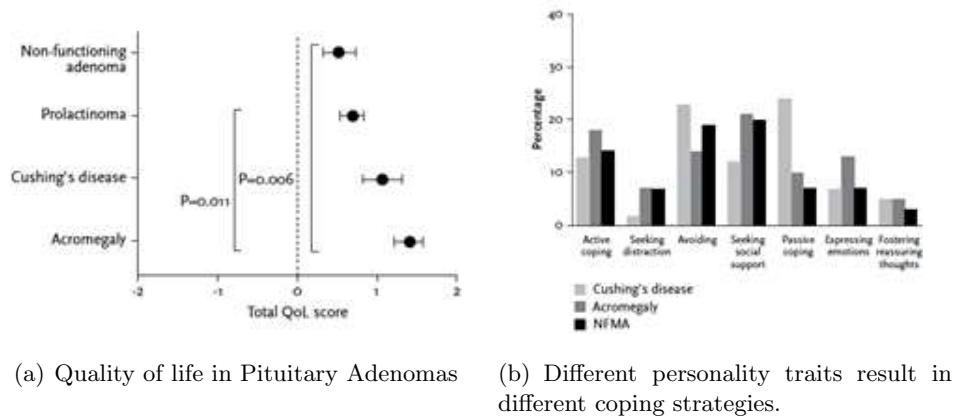 Non-functioning
adenoma
Prolactinoma
Cushing's disease
Acromegaly
P=0.011
P=0.006
-2
-1
0
1
2
Total QoL score
40
30
20
10
0
Percentage
Active
coping
Seeking
distraction
Avoiding
Seeking
social
support
Passive
coping
Expressing
emotions
Fostering
reassuring
thoughts
Cushing's disease
Acromegaly
NFMA
(a) Quality of life in Pituitary Adenomas
(b) Different personality traits result in
different coping strategies.